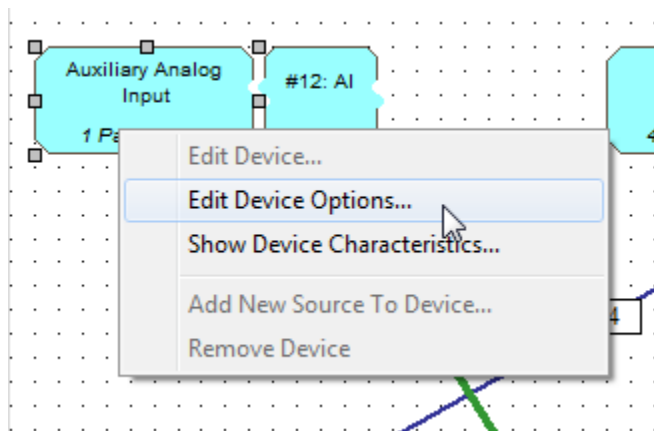 Auxiliary Analog
Input
#12: AI
1 Pa
4
Edit Device...
Edit Device Options...
Show Device Characteristics...
Add New Source To Device...
4
Remove Device